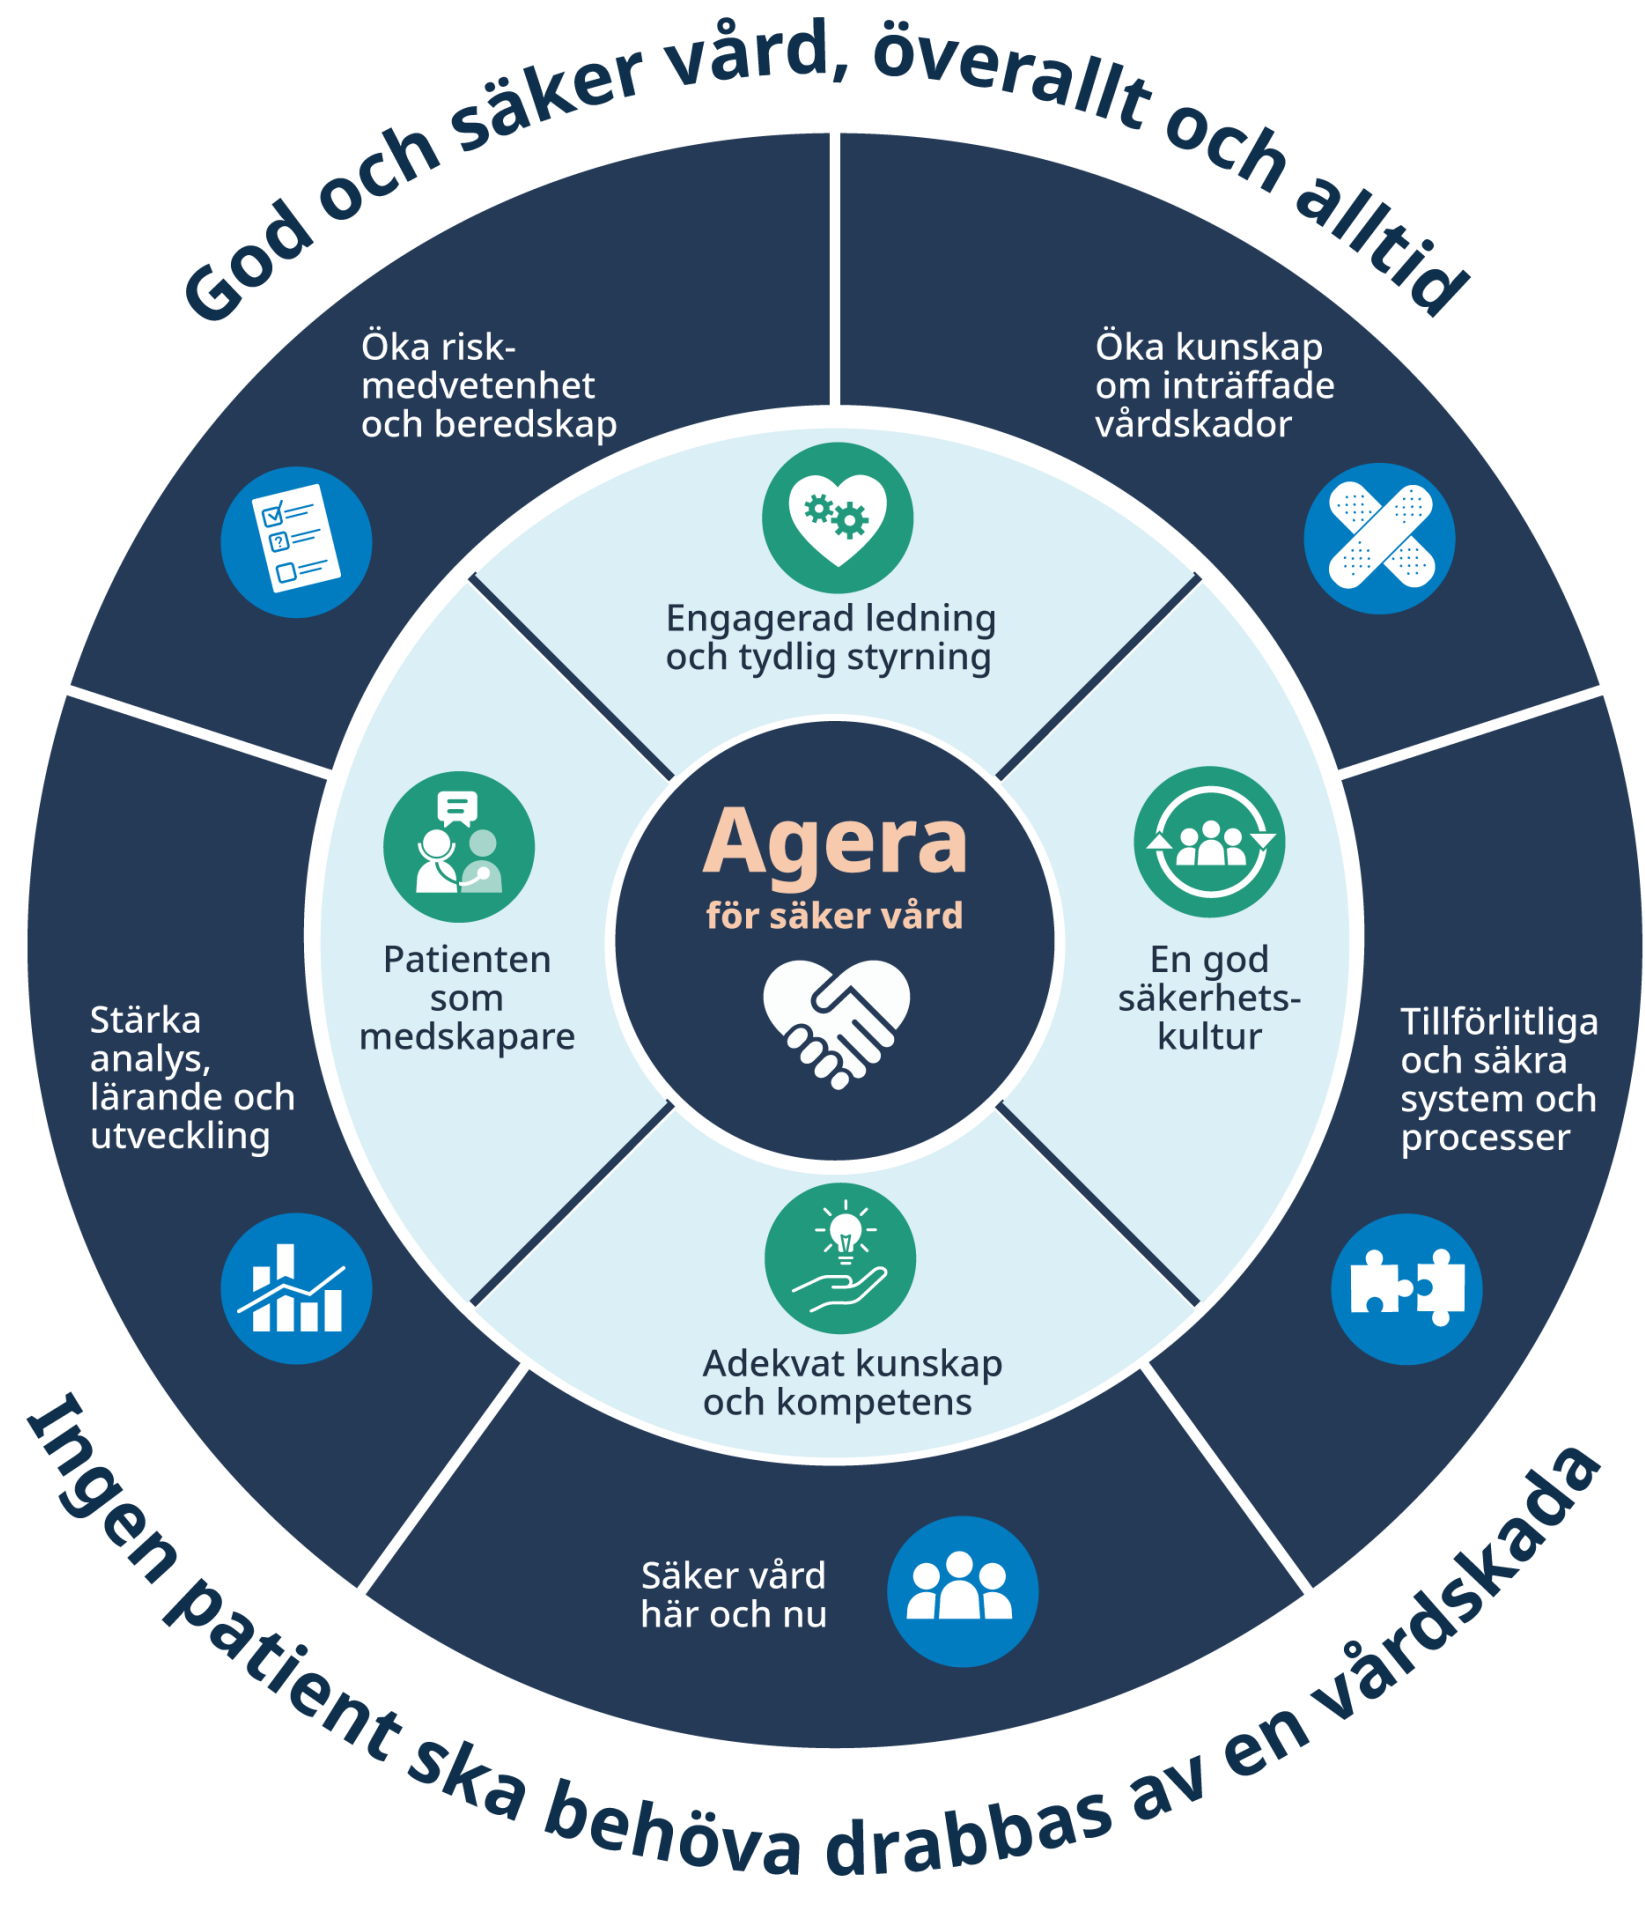 God och säker vård, överallt och alltid
Öka risk-
medvetenhet
och beredskap
Öka kunskap
om inträffade
vårdskador
?
Engagerad ledning
och tydlig styrning
Agera
för säker vård
Patienten
som
medskapare
En god
säkerhets-
kultur
Stärka
analys,
lärande och
utveckling
Tillförlitliga
och säkra
system och
processer
Adekvat kunskap
och kompetens
Säker vård
här och nu
Ingen patient ska behöva drabbas av en vårdskada